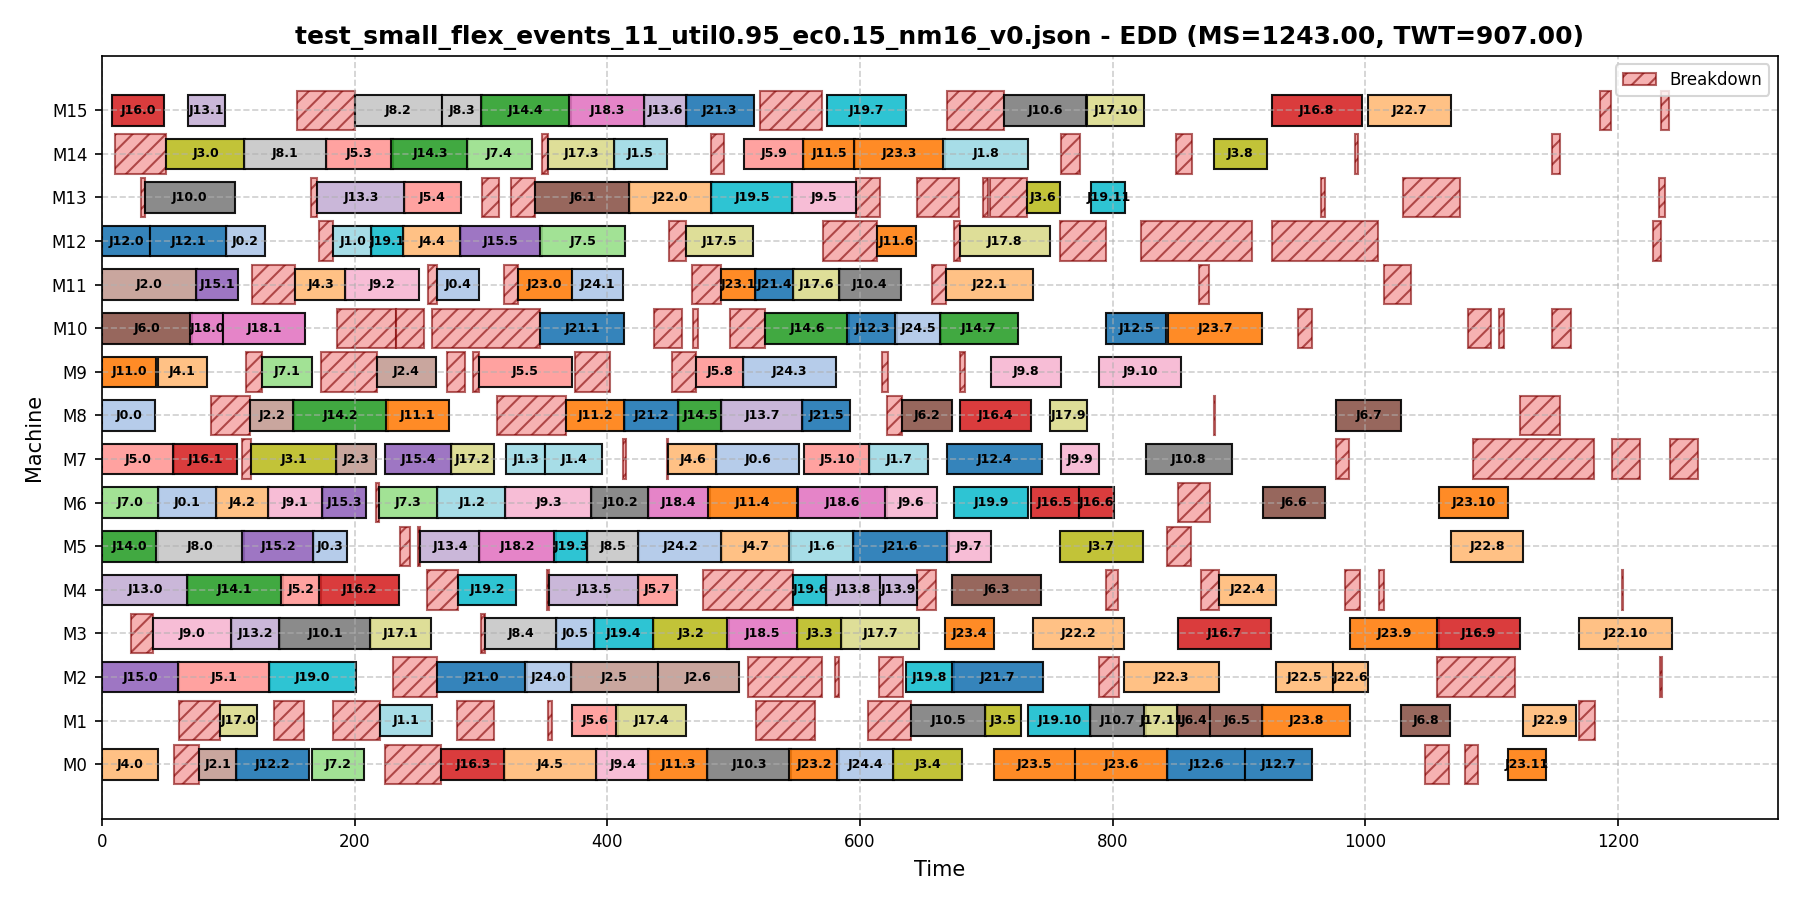 test_small_flex_events_11_util0.95_ec0.15_nm16_v0.json - EDD (MS=1243.00, TWT=907.00)
Breakdown
M15 J16.0 J13.1 J8.2 J8.3 J14.4 J18.3 J13.6 J21.3 J19.7 J10.6 J17.10 J16.8 J22.7
M14 J3.0 J8.1 J5.3 J14.3 J7.4 J17.3 J1.5 J5.9 J11.5 J23.3 J1.8 J3.8
M13 J10.0 J13.3 J5.4 J6.1 J22.0 J19.5 J9.5 J3.6 J19.11
M12 J12.0 J12.1 J0.2 J1.0 J19.1 J4.4 J15.5 J7.5 J17.5 J11.6 J17.8
M11 J2.0 J15.1 J4.3 J9.2 J0.4 J23.0 J24.1 J23.1 J21.4 J17.6 J10.4 J22.1
M10 J6.0 J18.0 J18.1 J21.1 J14.6 J12.3 J24.5 J14.7 J12.5 J23.7
M9 J11.0 J4.1 J7.1 J2.4 J5.5 J5.8 J24.3 J9.8 J9.10
M8 J0.0 J2.2 J14.2 J11.1 J11.2 J21.2 J14.5 J13.7 J21.5 J6.2 J16.4 J17.9 J6.7
M7 J5.0 J16.1 J3.1 J2.3 J15.4 J17.2 J1.3 J1.4 J4.6 J0.6 J5.10 J1.7 J12.4 J9.9 J10.8
M6 J7.0 J0.1 J4.2 J9.1 J15.3 J7.3 J1.2 J9.3 J10.2 J18.4 J11.4 J18.6 J9.6 J19.9 J16.5 J16.6 J6.6 J23.10
M5 J14.0 J8.0 J15.2 J0.3 J13.4 J18.2 J19.3 J8.5 J24.2 J4.7 J1.6 J21.6 J9.7 J3.7 J22.8
M4 J13.0 J14.1 J5.2 J16.2 J19.2 J13.5 J5.7 J19.6 J13.8 J13.9 J6.3 J22.4
M3 J9.0 J13.2 J10.1 J17.1 J8.4 J0.5 J19.4 J3.2 J18.5 J3.3 J17.7 J23.4 J22.2 J16.7 J23.9 J16.9 J22.10
M2 J15.0 J5.1 J19.0 J21.0 J24.0 J2.5 J2.6 J19.8 J21.7 J22.3 J22.5 J22.6
M1 J17.0 J1.1 J5.6 J17.4 J10.5 J3.5 J19.10 J10.7 J17.11 J6.4 J6.5 J23.8 J6.8 J22.9
M0 J4.0 J2.1 J12.2 J7.2 J16.3 J4.5 J9.4 J11.3 J10.3 J23.2 J24.4 J3.4 J23.5 J23.6 J12.6 J12.7 J23.11
0 200 400 600 800 1000 1200
Time
Machine